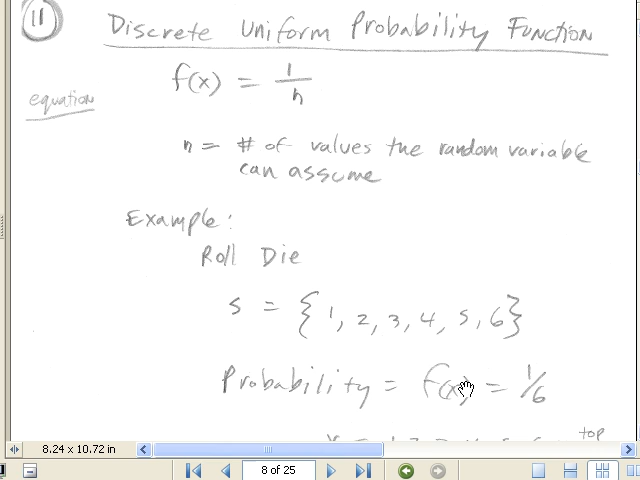 11
Discrete Uniform Probability Function
f(x) = 1/n
equation
n = # of values the random variable
can assume
Example:
Roll Die
s = {1, 2, 3, 4, 5, 6}
Probability = f(x) = 1/6
top
8.24 x 10.72 in
8 of 25